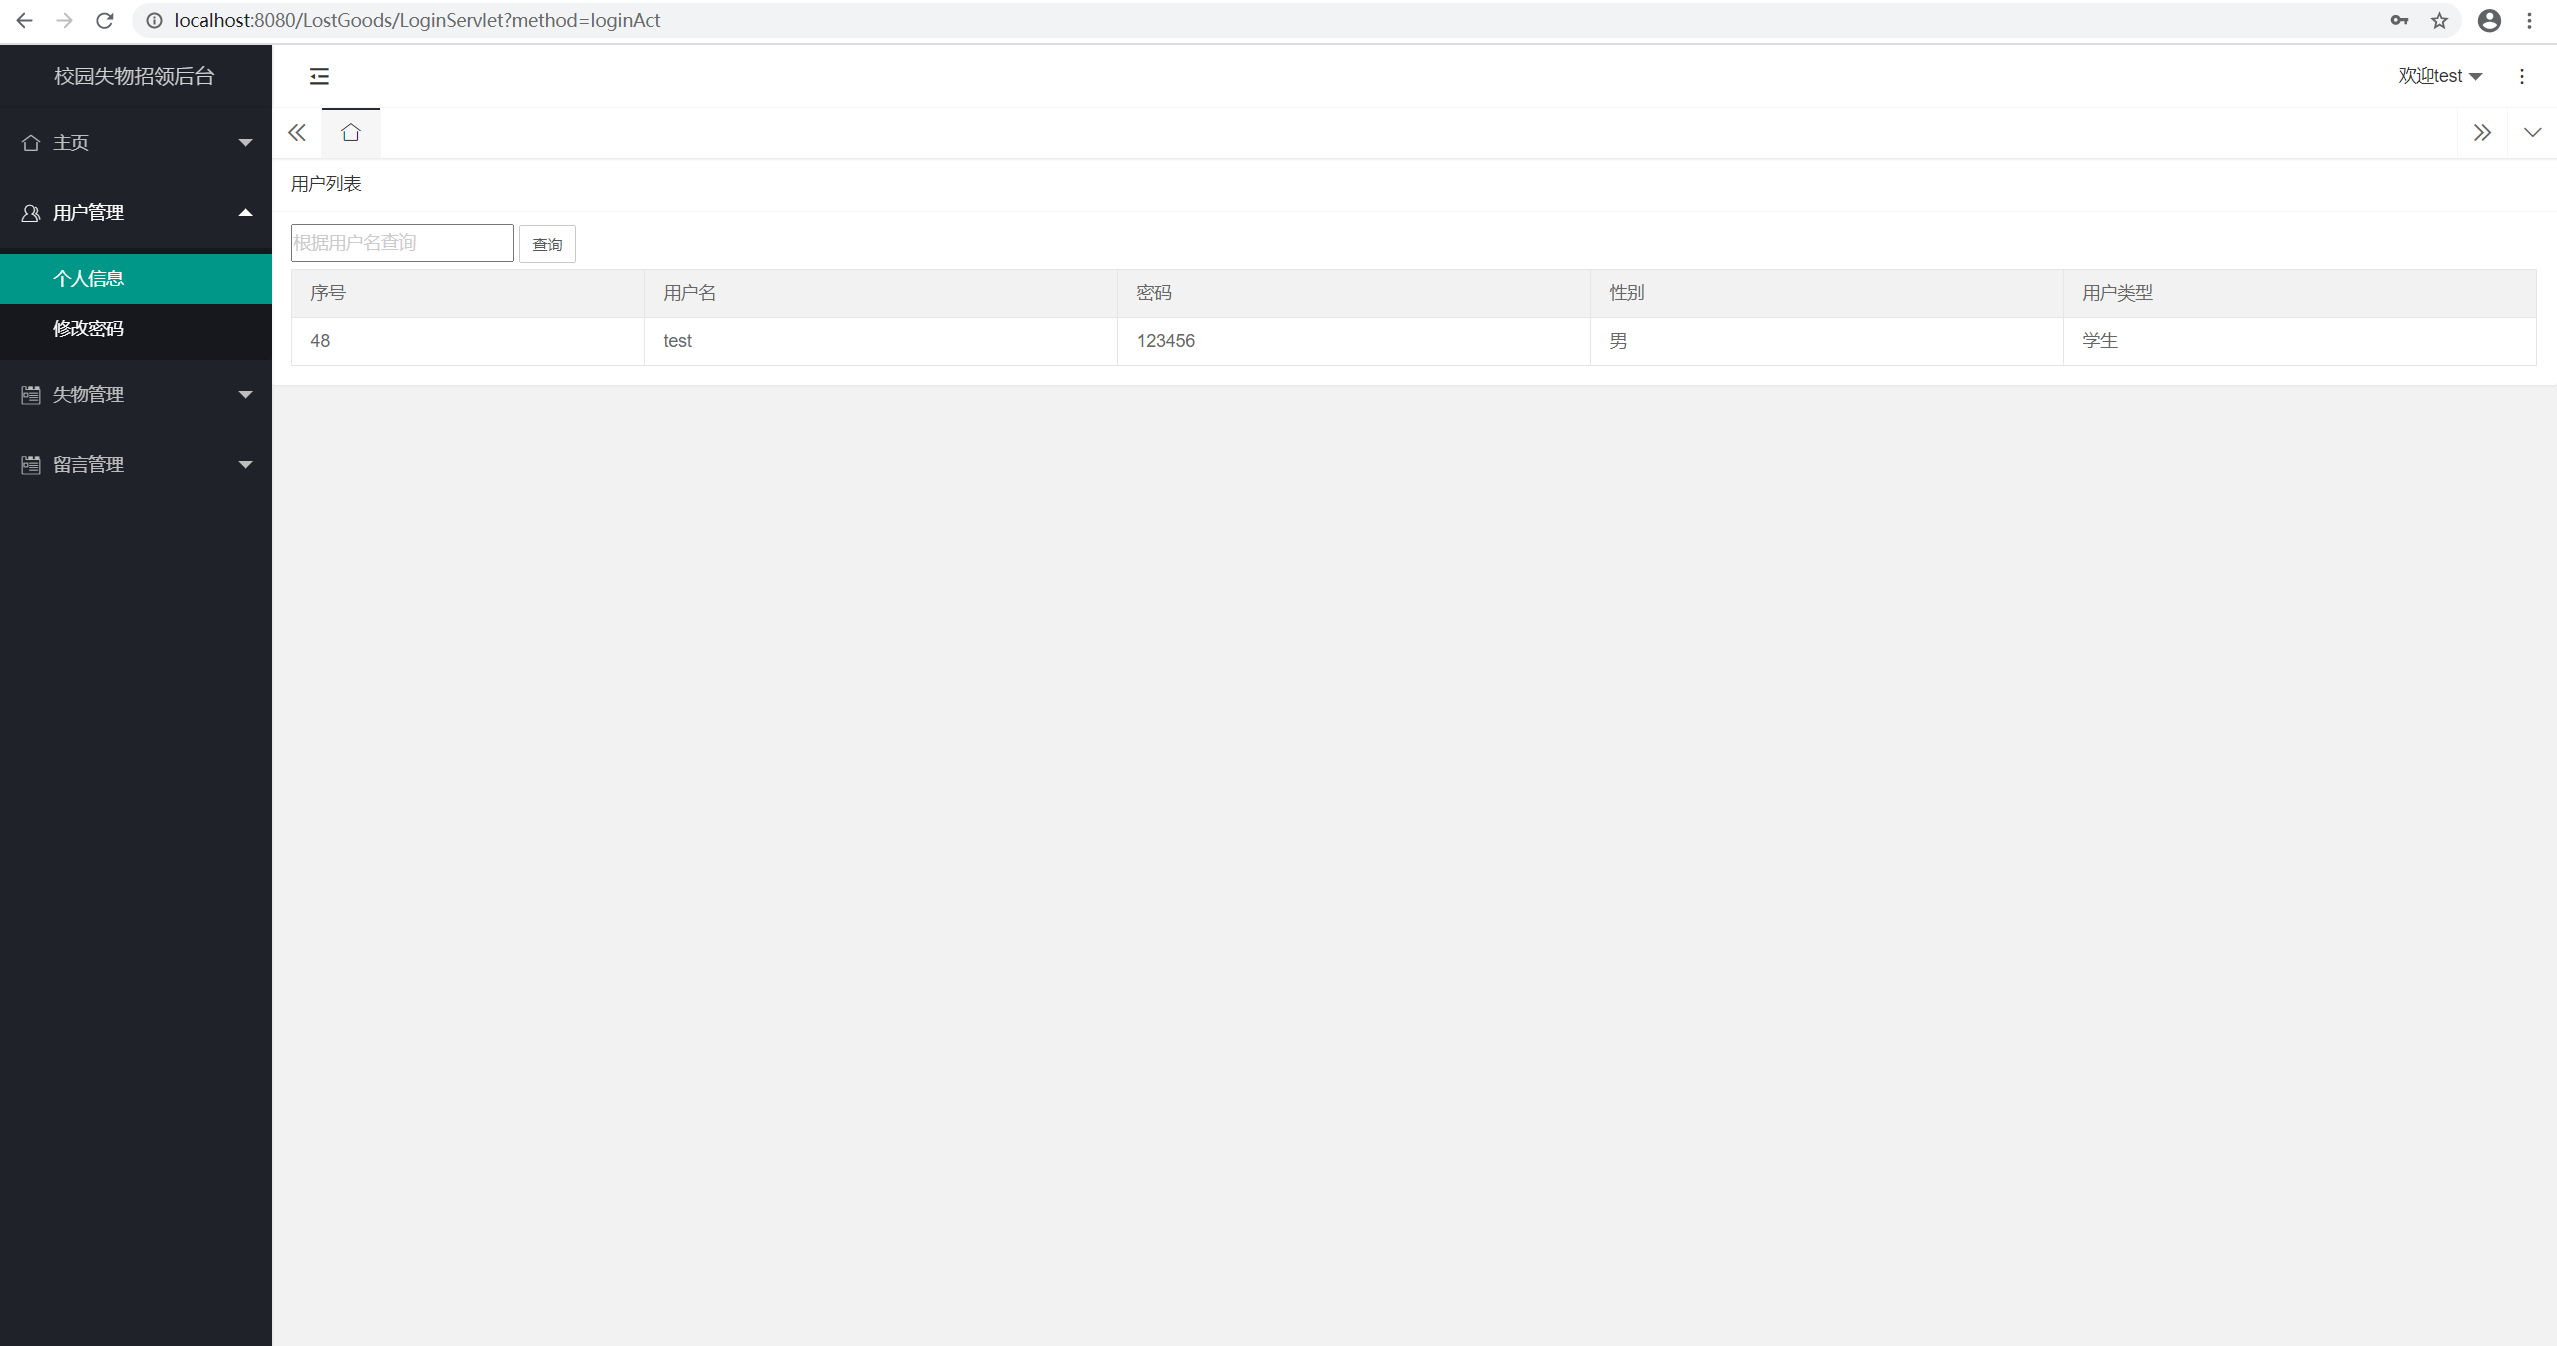 localhost:8080/LostGoods/LoginServlet?method=loginAct
校园失物招领后台
欢迎test
主页
用户管理
个人信息
修改密码
失物管理
留言管理
用户列表
根据用户名查询 查询
序号 用户名 密码 性别 用户类型
48 test 123456 男 学生